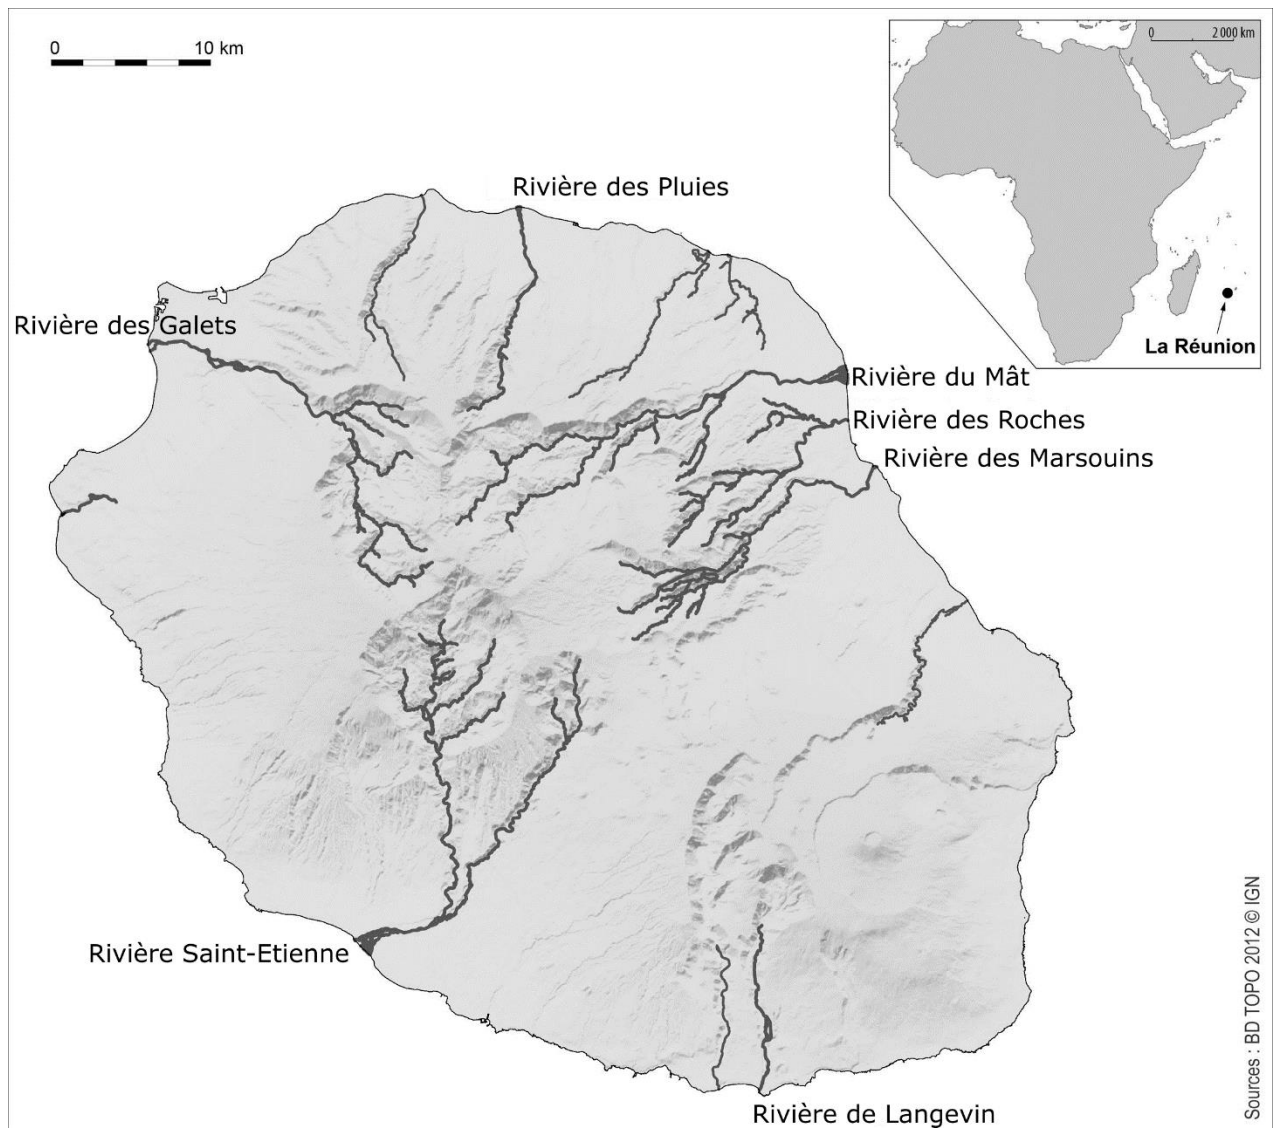 0 10 km
0 2 000 km
Rivière des Pluies
Rivière des Galets
La Réunion
Rivière du Mât
Rivière des Roches
Rivière des Marsouins
Rivière Saint-Etienne
Rivière de Langevin
Sources : BD TOPO 2012 © IGN